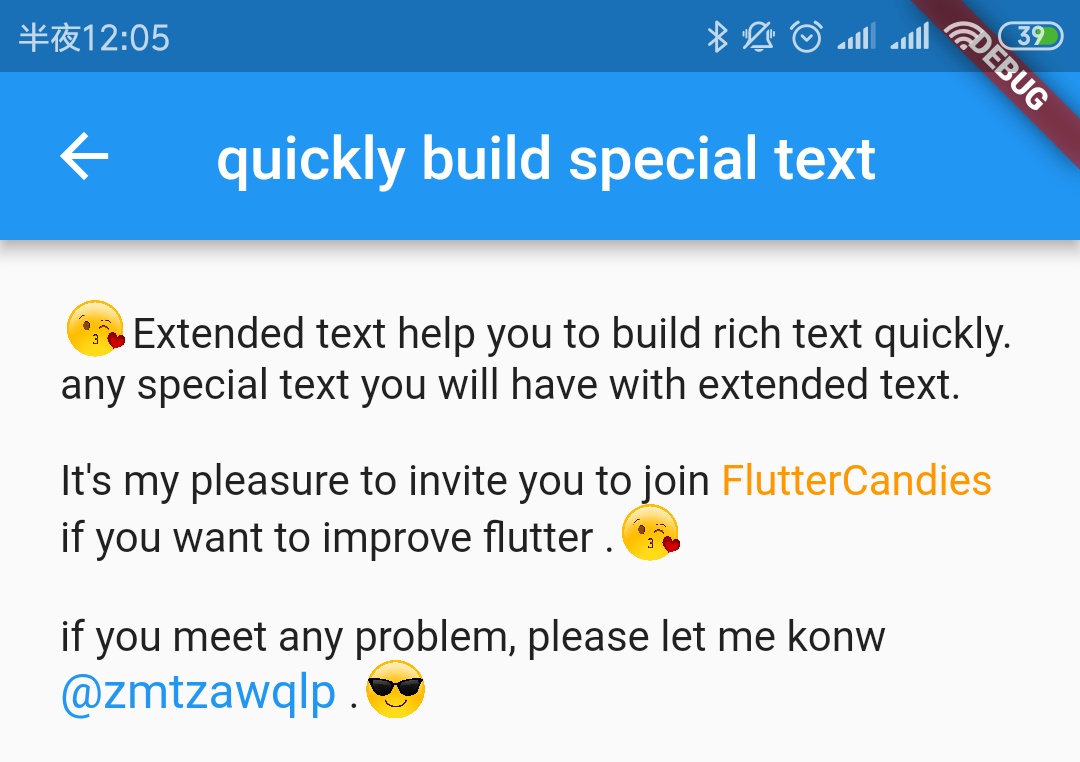 半夜12:05
39
DEBUG
quickly build special text
Extended text help you to build rich text quickly.
any special text you will have with extended text.
It's my pleasure to invite you to join FlutterCandies
if you want to improve flutter .
if you meet any problem, please let me konw
@zmtzawqlp .